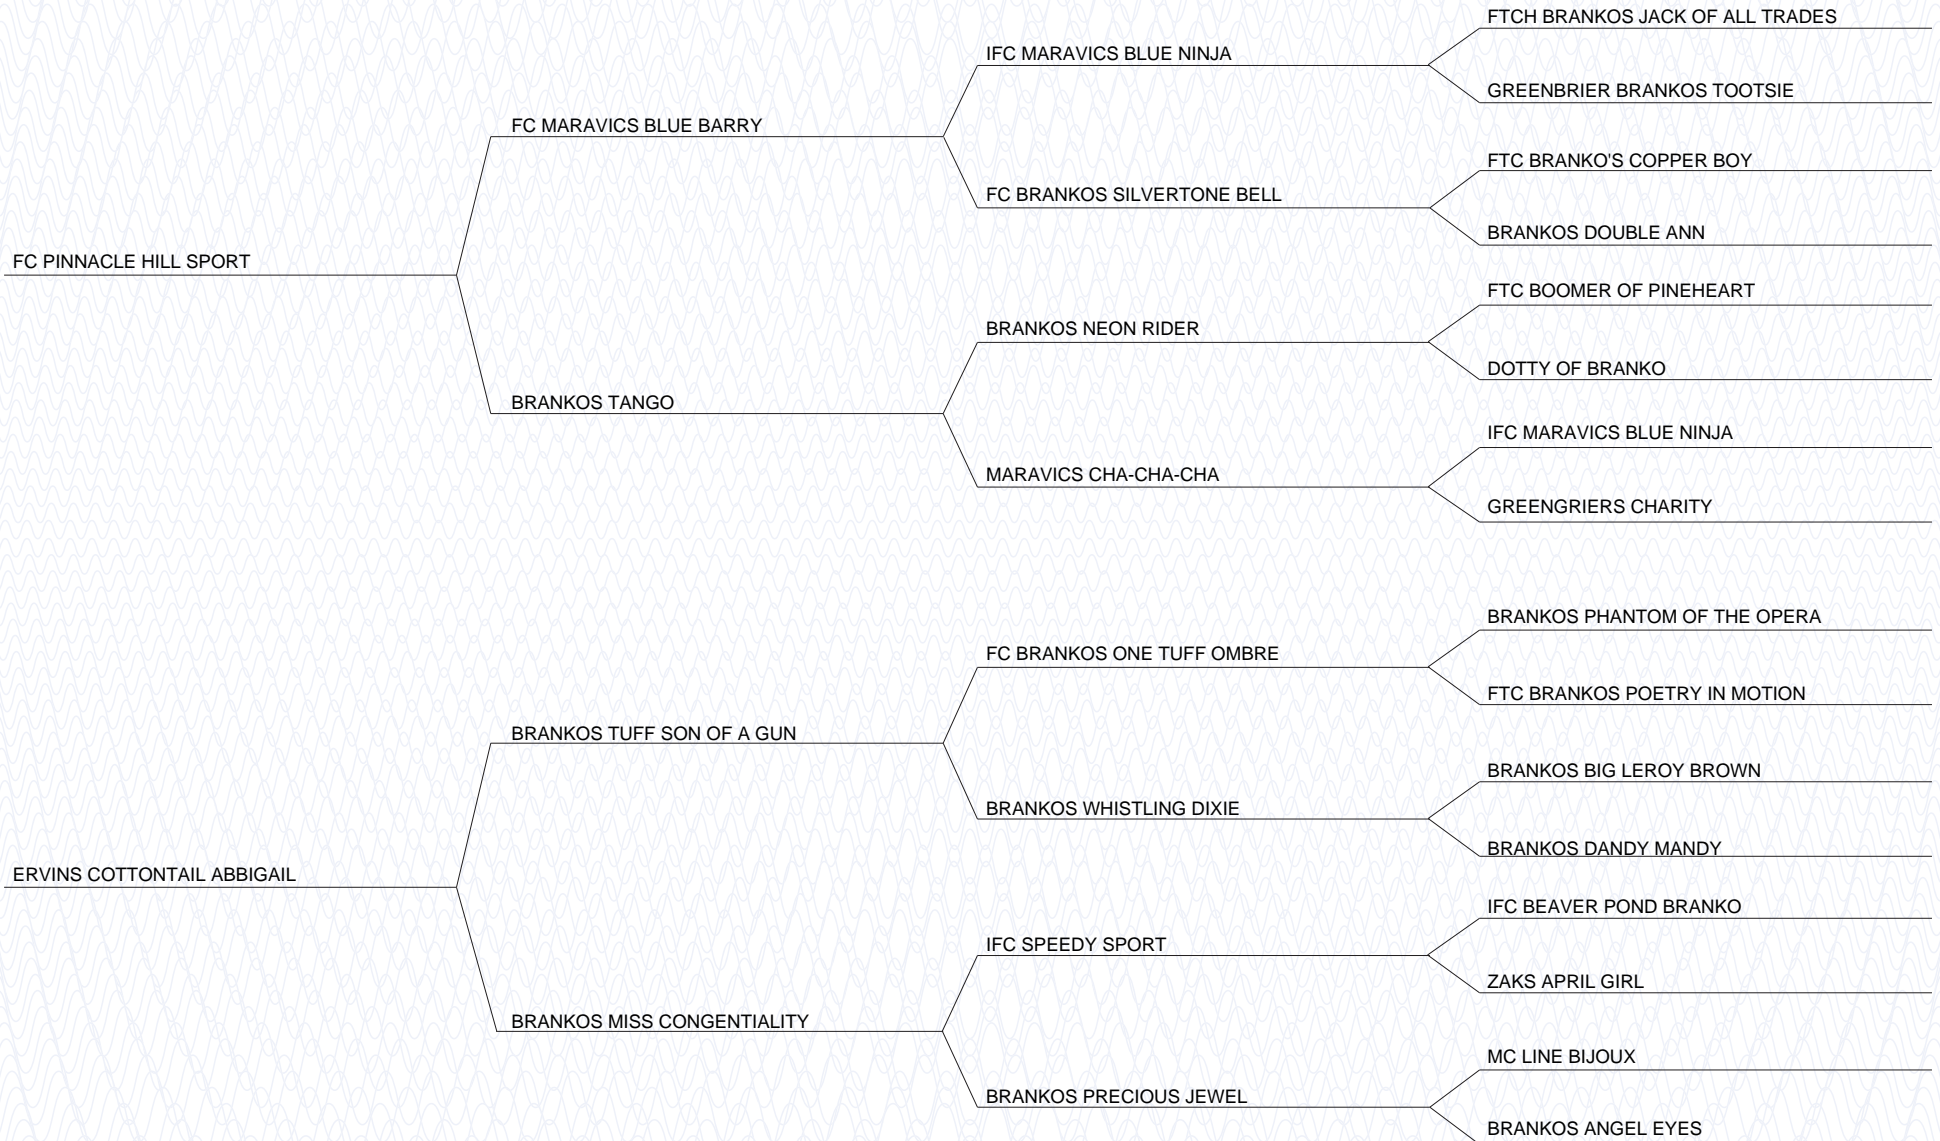 FTCH BRANKOS JACK OF ALL TRADES
IFC MARAVICS BLUE NINJA
GREENBRIER BRANKOS TOOTSIE
FC MARAVICS BLUE BARRY
FTC BRANKO'S COPPER BOY
FC BRANKOS SILVERTONE BELL
BRANKOS DOUBLE ANN
FC PINNACLE HILL SPORT
FTC BOOMER OF PINEHEART
BRANKOS NEON RIDER
DOTTY OF BRANKO
BRANKOS TANGO
IFC MARAVICS BLUE NINJA
MARAVICS CHA-CHA-CHA
GREENGRIERS CHARITY
BRANKOS PHANTOM OF THE OPERA
FC BRANKOS ONE TUFF OMBRE
FTC BRANKOS POETRY IN MOTION
BRANKOS TUFF SON OF A GUN
BRANKOS BIG LEROY BROWN
BRANKOS WHISTLING DIXIE
BRANKOS DANDY MANDY
ERVINS COTTONTAIL ABBIGAIL
IFC BEAVER POND BRANKO
IFC SPEEDY SPORT
ZAKS APRIL GIRL
BRANKOS MISS CONGENTIALITY
MC LINE BIJOUX
BRANKOS PRECIOUS JEWEL
BRANKOS ANGEL EYES